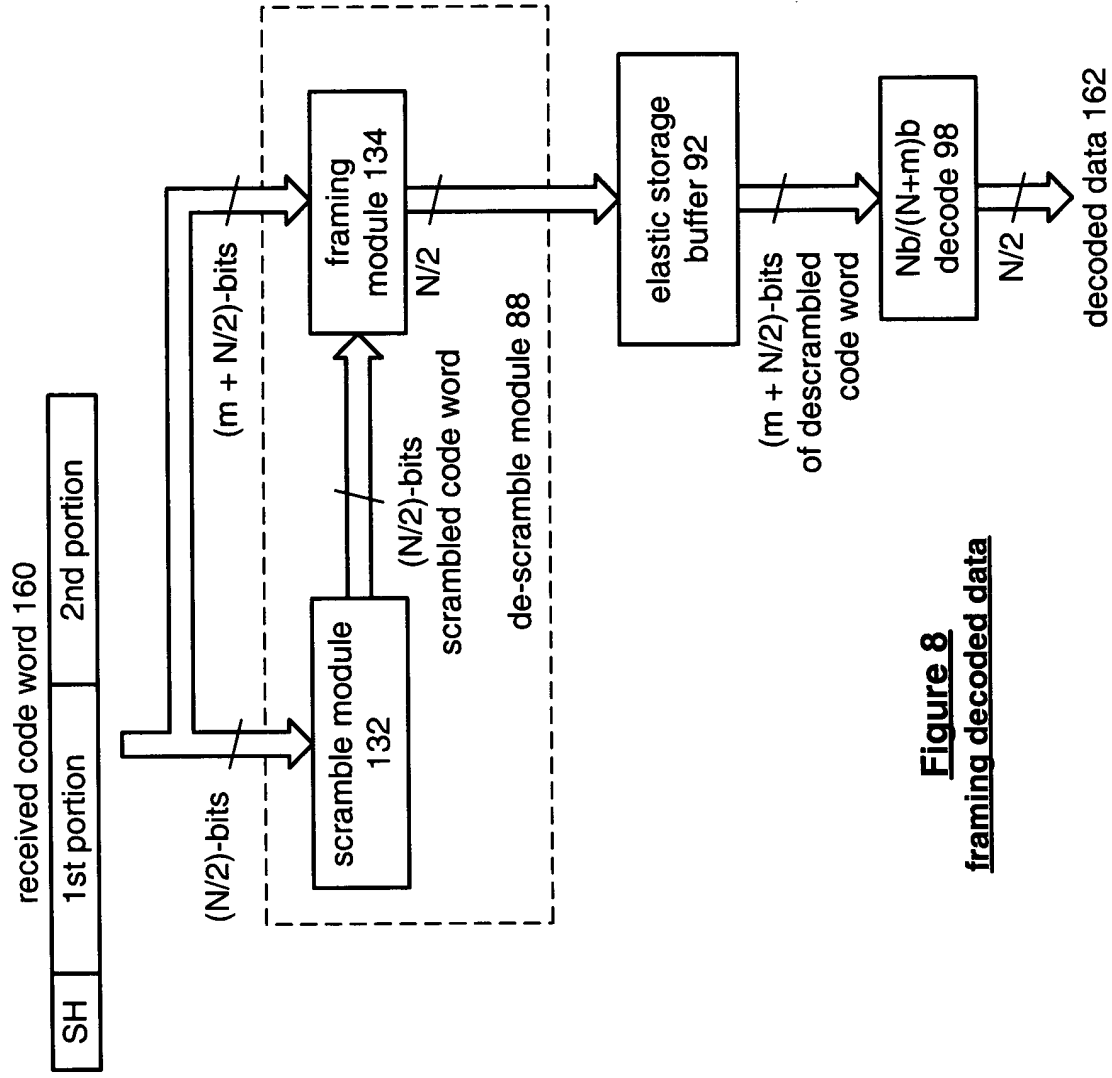 received code word 160
SH
1st portion
2nd portion
(N/2)-bits
(m + N/2)-bits
scramble module
132
(N/2)-bits
scrambled code word
framing
module 134
N/2
de-scramble module 88
elastic storage
buffer 92
(m + N/2)-bits
of descrambled
code word
Nb/(N+m)b
decode 98
N/2
decoded data 162
Figure 8
framing decoded data